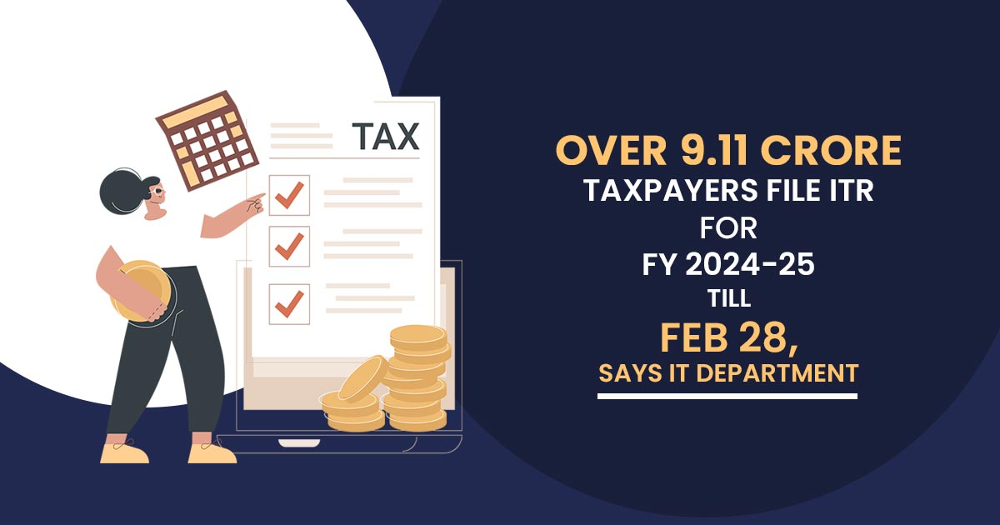 TAX
OVER 9.11 CRORE
TAXPAYERS FILE ITR
FOR
FY 2024-25
TILL
FEB 28,
SAYS IT DEPARTMENT